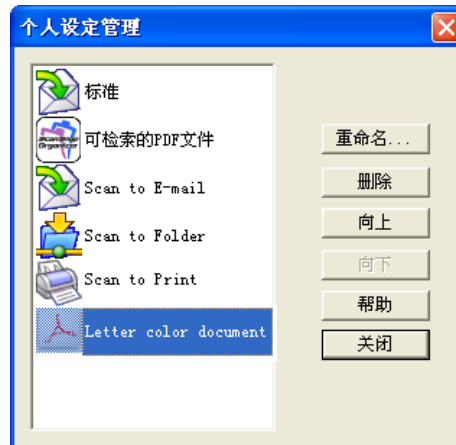 个人设定管理
标准
可检索的PDF文件
Scan to E-mail
Scan to Folder
Scan to Print
Letter color document
重命名...
删除
向上
向下
帮助
关闭